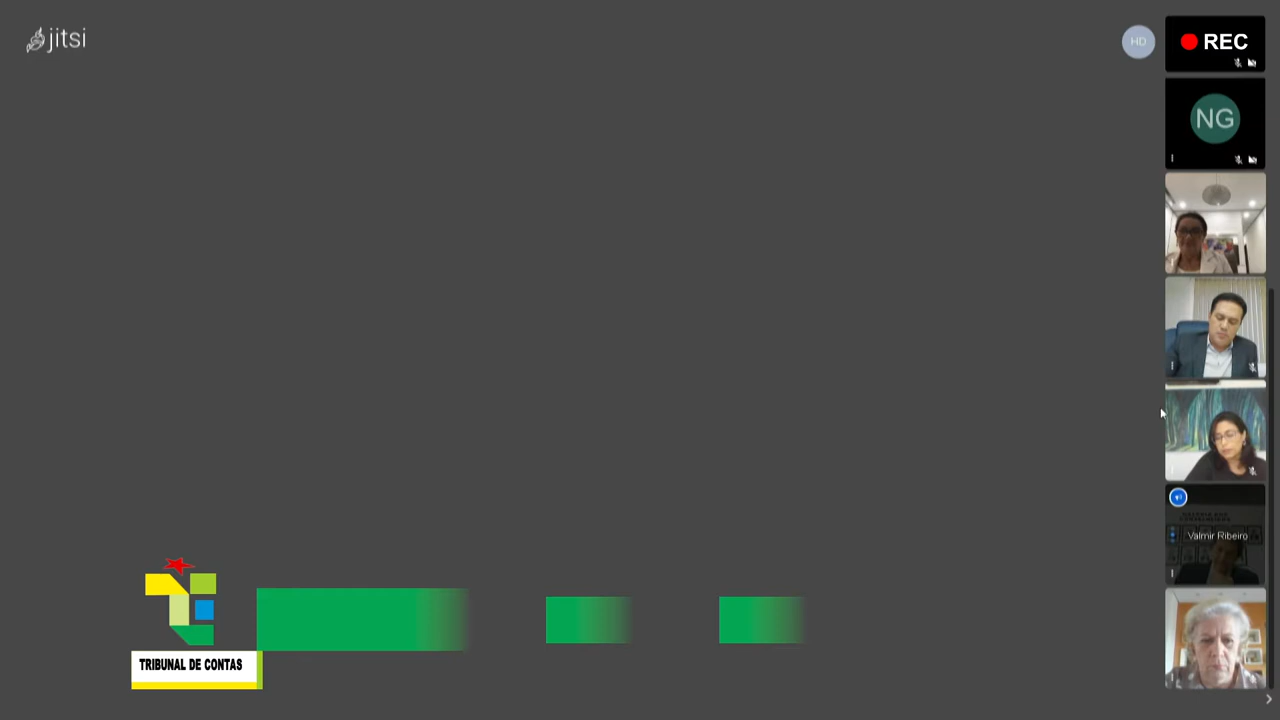 jitsi
HD
REC
NG
Valmir Ribeiro
TRIBUNAL DE CONTAS